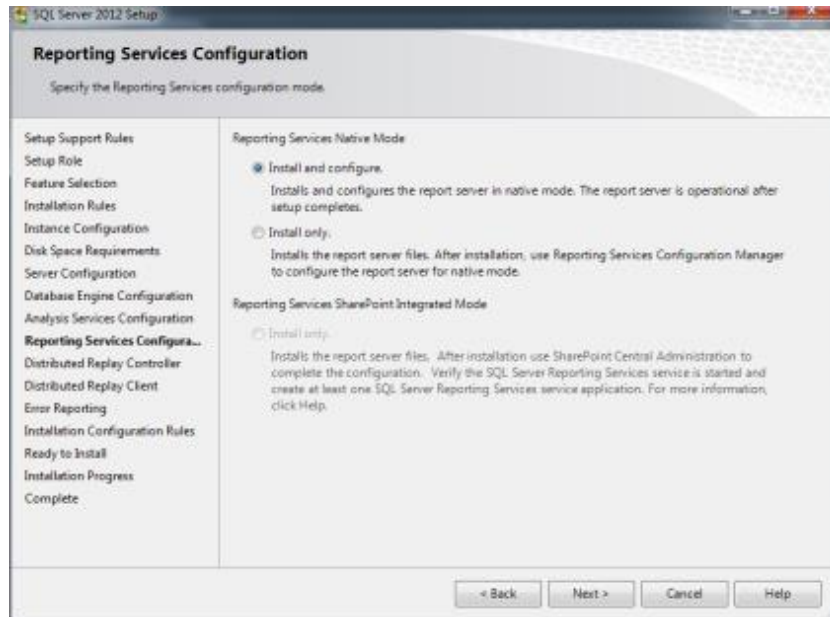 SQL Server 2012 Setup
Reporting Services Configuration
Specify the Reporting Services configuration mode.
Setup Support Rules
Setup Role
Feature Selection
Installation Rules
Instance Configuration
Disk Space Requirements
Server Configuration
Database Engine Configuration
Analysis Services Configuration
Reporting Services Configura...
Distributed Replay Controller
Distributed Replay Client
Error Reporting
Installation Configuration Rules
Ready to Install
Installation Progress
Complete
Reporting Services Native Mode
Install and configure.
Installs and configures the report server in native mode. The report server is operational after
setup completes.
Install only.
Installs the report server files. After installation, use Reporting Services Configuration Manager
to configure the report server for native mode.
Reporting Services SharePoint Integrated Mode
Install only.
Installs the report server files. After installation use SharePoint Central Administration to
complete the configuration. Verify the SQL Server Reporting Services service is started and
create at least one SQL Server Reporting Services service application. For more information,
click Help.
< Back
Next >
Cancel
Help